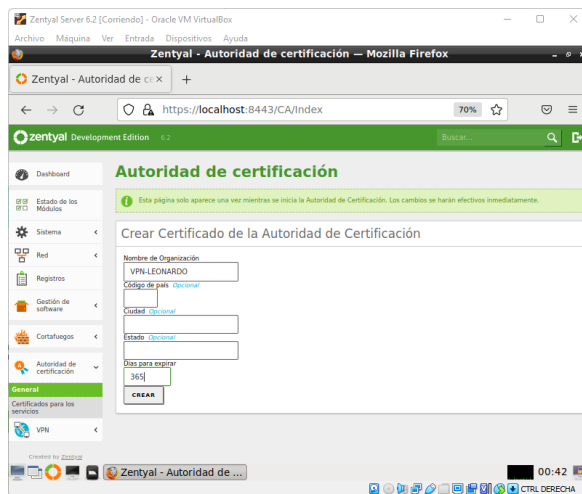 Zentyal Server 6.2 [Corriendo] - Oracle VM VirtualBox
Archivo Máquina Ver Entrada Dispositivos Ayuda
Zentyal - Autoridad de certificación — Mozilla Firefox
Zentyal - Autoridad de ce
https://localhost:8443/CA/Index
70%
zentyal Development Edition 6.2
Buscar...
Dashboard
Estado de los
Módulos
Sistema
Red
Registros
Gestión de
software
Cortafuegos
Autoridad de
certificación
General
Certificados para los
servicios
VPN
Created by Zentyal
Autoridad de certificación
Esta página solo aparece una vez mientras se inicia la Autoridad de Certificación. Los cambios se harán efectivos inmediatamente.
Crear Certificado de la Autoridad de Certificación
Nombre de Organización
VPN-LEONARDO
Código de país Opcional
Ciudad Opcional
Estado Opcional
Días para expirar
365
CREAR
Zentyal - Autoridad de ...
00:42
CTRL DERECHA